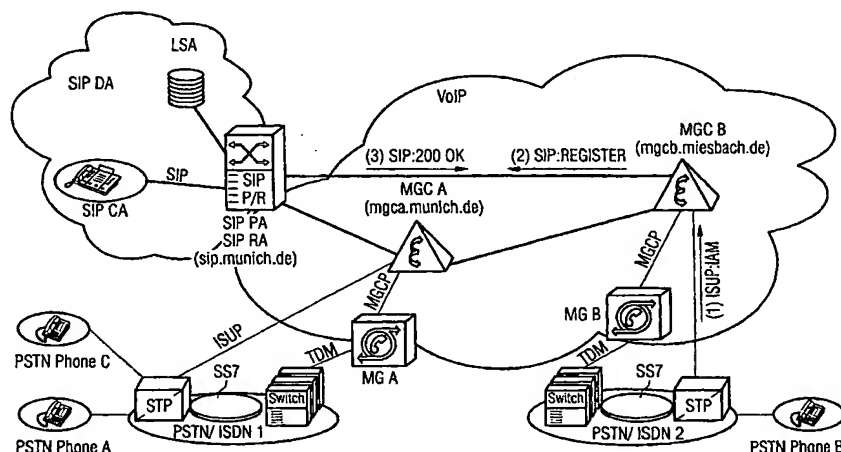 LSA
SIP DA
VoIP
MGC B
(mgcb.miesbach.de)
(3) SIP:200 OK
(2) SIP:REGISTER
SIP
SIP
P/R
MGC A
(mgca.munich.de)
SIP CA
SIP PA
SIP RA
(sip.munich.de)
MGCP
MGCP
(1) ISUP:IAM
ISUP
MG B
PSTN Phone C
TDM
MG A
TDM
SS7
SS7
STP
Switch
Switch
STP
PSTN Phone A
PSTN/ ISDN 1
PSTN/ ISDN 2
PSTN Phone B